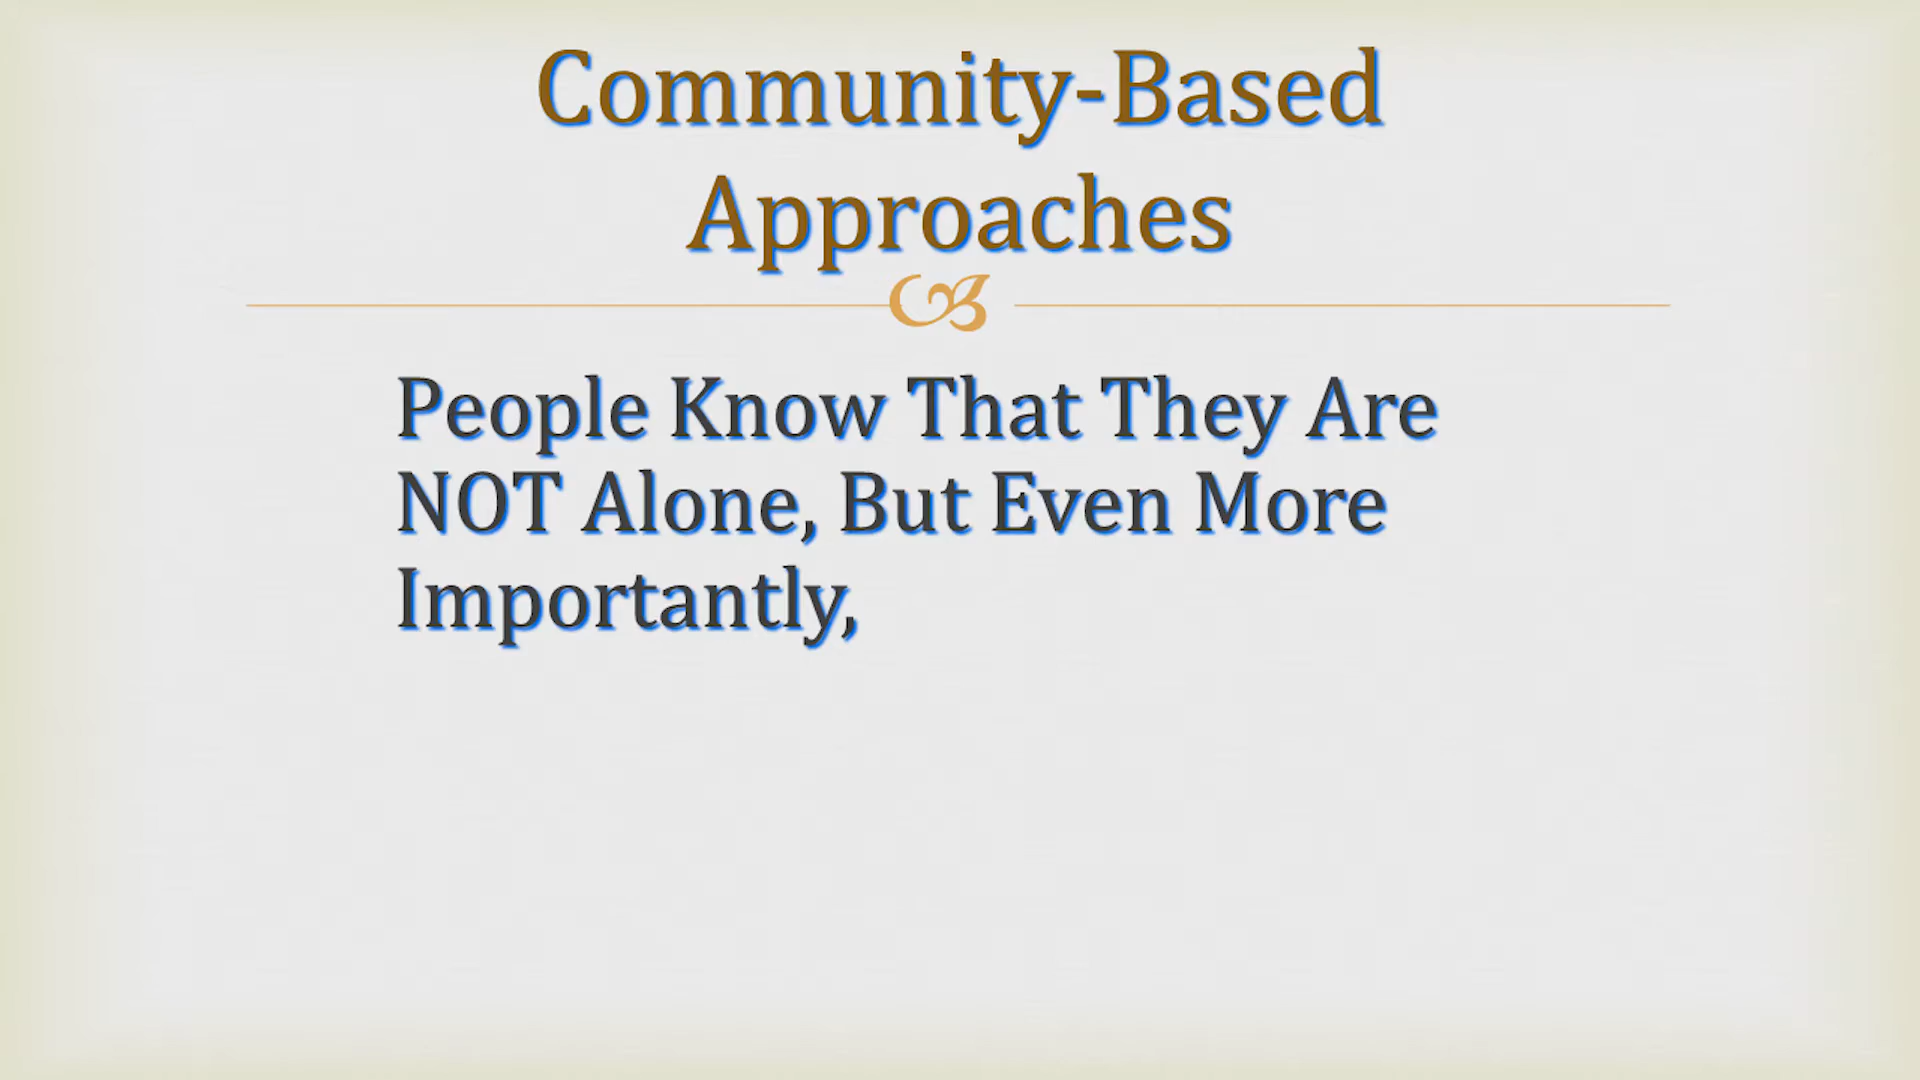 Community-Based
Approaches
People Know That They Are
NOT Alone, But Even More
Importantly,